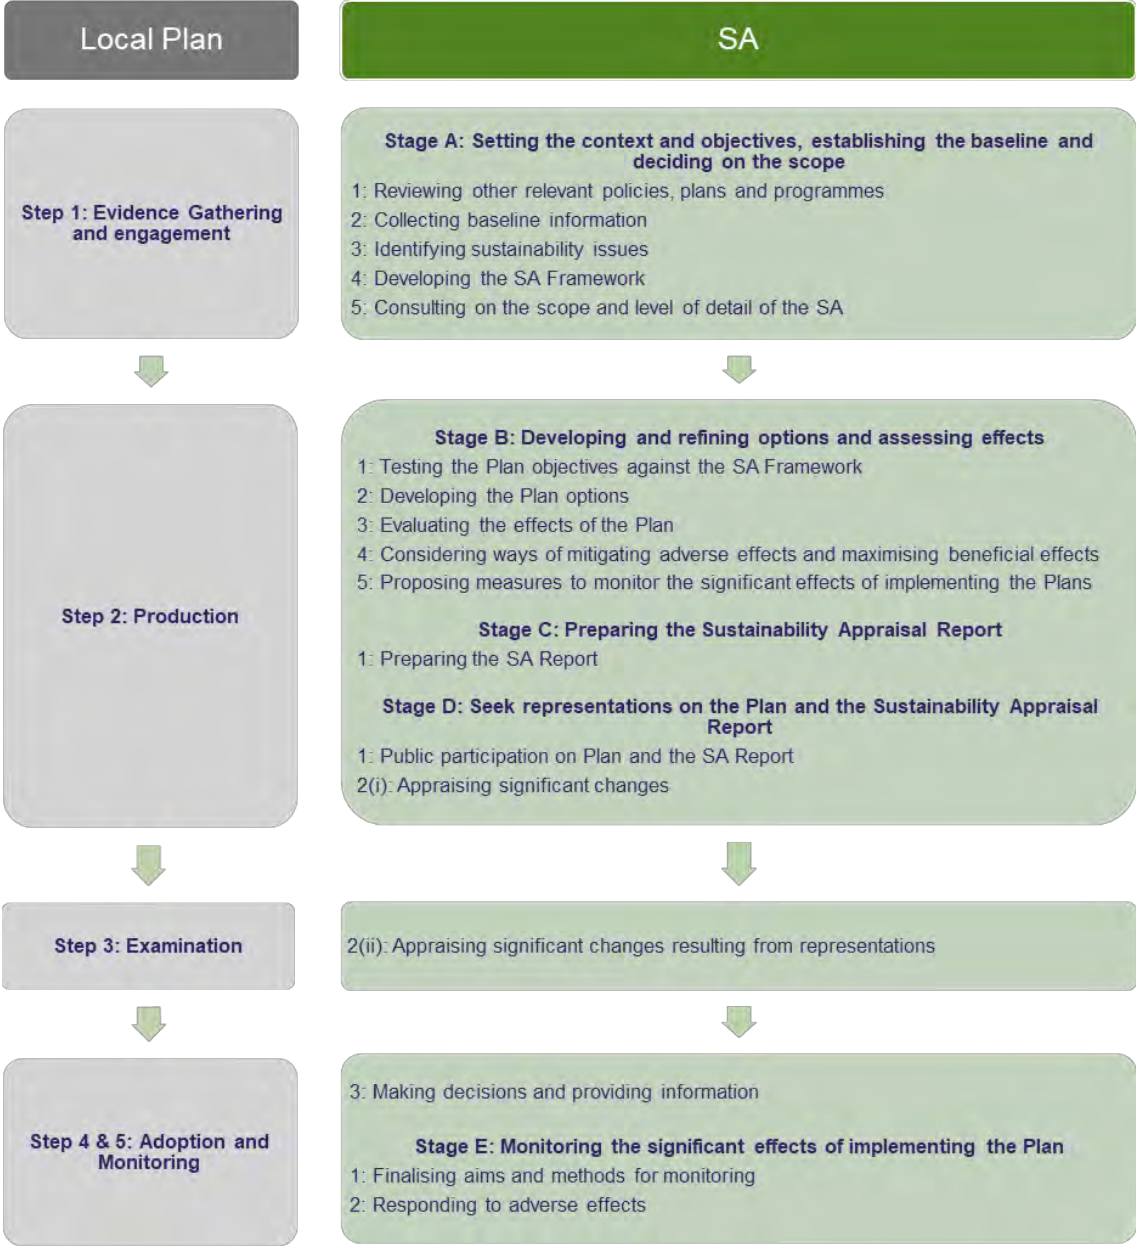 Local Plan
SA
Step 1: Evidence Gathering
and engagement
Stage A: Setting the context and objectives, establishing the baseline and
deciding on the scope
1: Reviewing other relevant policies, plans and programmes
2: Collecting baseline information
3: Identifying sustainability issues
4: Developing the SA Framework
5: Consulting on the scope and level of detail of the SA
Step 2: Production
Stage B: Developing and refining options and assessing effects
1: Testing the Plan objectives against the SA Framework
2: Developing the Plan options
3: Evaluating the effects of the Plan
4: Considering ways of mitigating adverse effects and maximising beneficial effects
5: Proposing measures to monitor the significant effects of implementing the Plans
Stage C: Preparing the Sustainability Appraisal Report
1: Preparing the SA Report
Stage D: Seek representations on the Plan and the Sustainability Appraisal
Report
1: Public participation on Plan and the SA Report
2(i): Appraising significant changes
Step 3: Examination
2(ii): Appraising significant changes resulting from representations
Step 4 & 5: Adoption and
Monitoring
3: Making decisions and providing information
Stage E: Monitoring the significant effects of implementing the Plan
1: Finalising aims and methods for monitoring
2: Responding to adverse effects